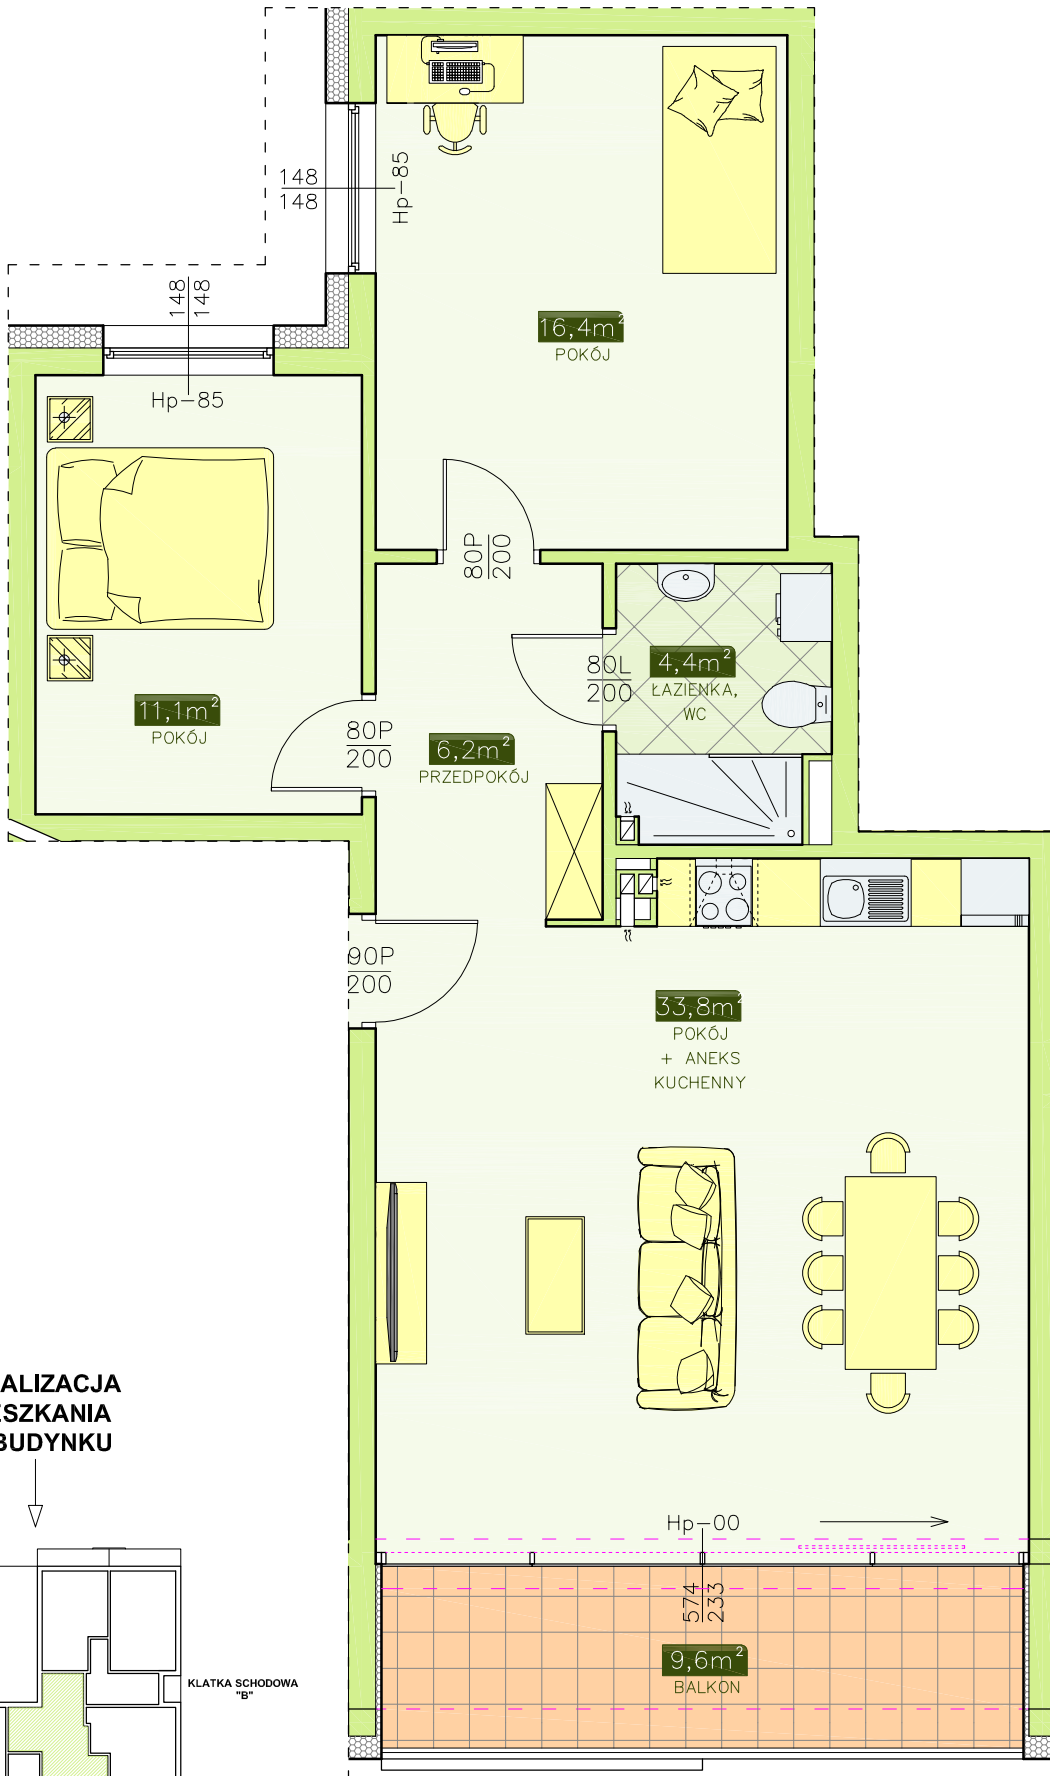 148
148
Hp-85
148
148
Hp-85
16,4m²
POKÓJ
80P
200
11,1m²
POKÓJ
80P
200
6,2m²
PRZEDPOKÓJ
80L
200
4,4m²
ŁAZIENKA,
WC
90P
200
33,8m²
POKÓJ
+ ANEKS
KUCHENNY
Hp-00
574
233
9,6m²
BALKON
ALIZACJA
ESZKANIA
BUDYNKU
KLATKA SCHODOWA
"B"